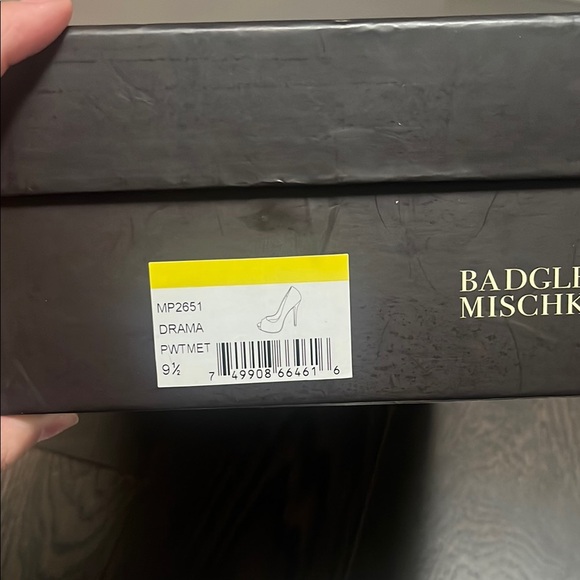 MP2651
DRAMA
PWTMET
9½
7 49908 66461 6
BADGLE
MISCHK